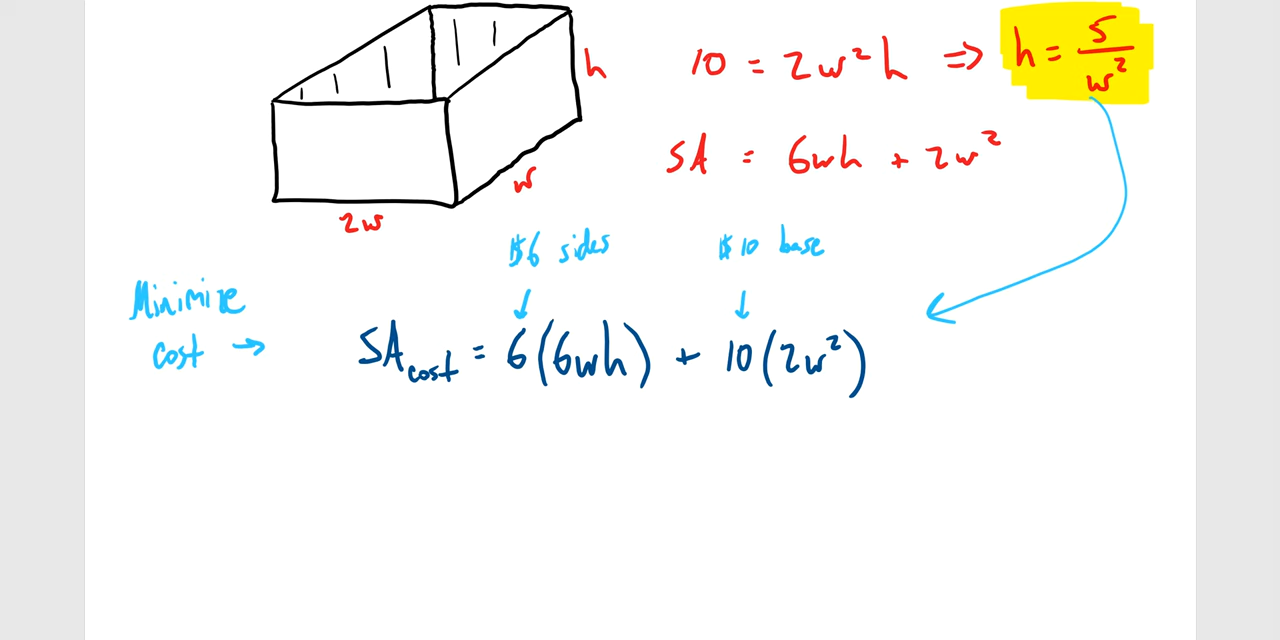 h
10 = 2w²h ⇒ h = 5/w²
SA = 6wh + 2w²
w
2w
$6 sides
$10 base
Minimize
cost →
SA_cost = 6(6wh) + 10(2w²)